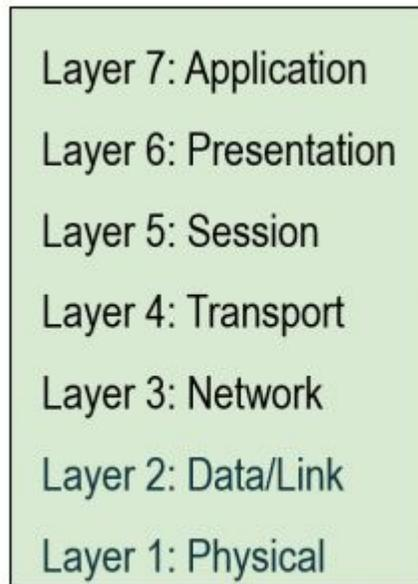 Layer 7: Application
Layer 6: Presentation
Layer 5: Session
Layer 4: Transport
Layer 3: Network
Layer 2: Data/Link
Layer 1: Physical